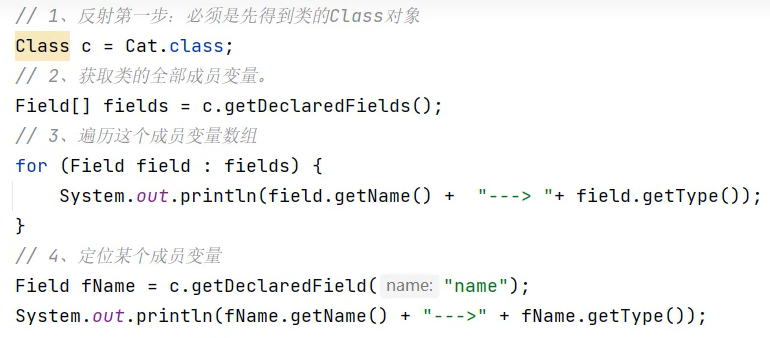 // 1、反射第一步：必须是先得到类的Class对象
Class c = Cat.class;
// 2、获取类的全部成员变量。
Field[] fields = c.getDeclaredFields();
// 3、遍历这个成员变量数组
for (Field field : fields) {
    System.out.println(field.getName() +  "---> "+ field.getType());
}
// 4、定位某个成员变量
Field fName = c.getDeclaredField( name: "name");
System.out.println(fName.getName() + "--->" + fName.getType());